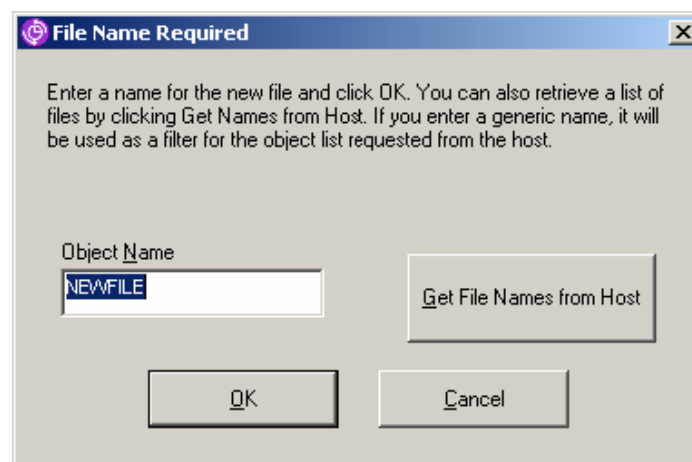 File Name Required
Enter a name for the new file and click OK. You can also retrieve a list of
files by clicking Get Names from Host. If you enter a generic name, it will
be used as a filter for the object list requested from the host.
Object Name
NEWFILE
Get File Names from Host
OK
Cancel